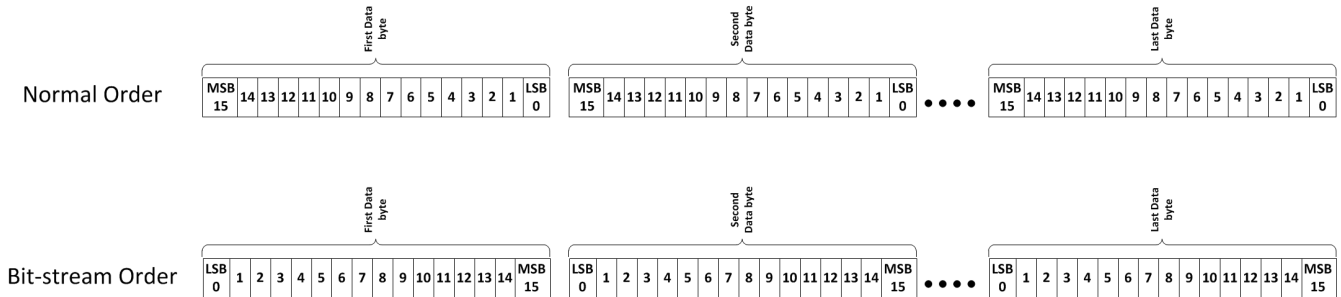 First Data
byte
Second
Data byte
Last Data
byte
Normal Order
MSB 15 14 13 12 11 10 9 8 7 6 5 4 3 2 1 LSB 0
MSB 15 14 13 12 11 10 9 8 7 6 5 4 3 2 1 LSB 0
MSB 15 14 13 12 11 10 9 8 7 6 5 4 3 2 1 LSB 0
First Data
byte
Second
Data byte
Last Data
byte
Bit-stream Order
LSB 0 1 2 3 4 5 6 7 8 9 10 11 12 13 14 MSB 15
LSB 0 1 2 3 4 5 6 7 8 9 10 11 12 13 14 MSB 15
LSB 0 1 2 3 4 5 6 7 8 9 10 11 12 13 14 MSB 15